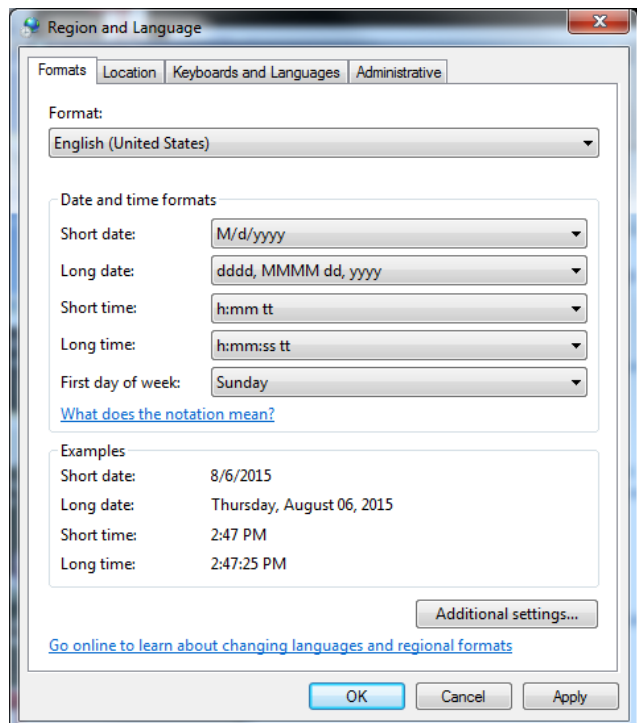 Region and Language
Formats Location Keyboards and Languages Administrative
Format:
English (United States)
Date and time formats
Short date: M/d/yyyy
Long date: dddd, MMMM dd, yyyy
Short time: h:mm tt
Long time: h:mm:ss tt
First day of week: Sunday
What does the notation mean?
Examples
Short date: 8/6/2015
Long date: Thursday, August 06, 2015
Short time: 2:47 PM
Long time: 2:47:25 PM
Additional settings...
Go online to learn about changing languages and regional formats
OK Cancel Apply